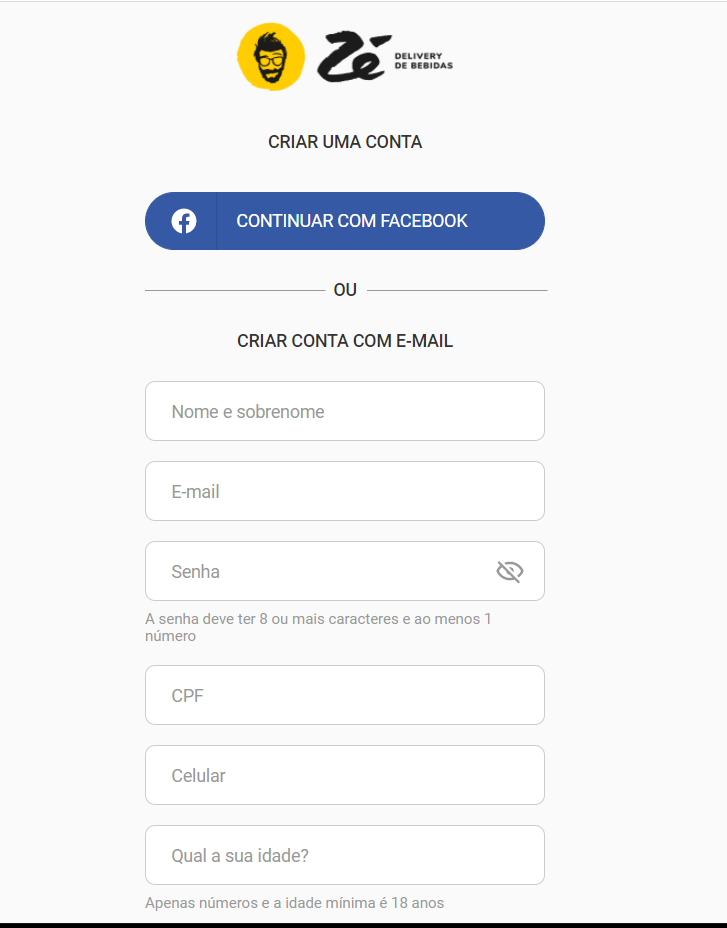 Zé
DELIVERY
DE BEBIDAS
CRIAR UMA CONTA
CONTINUAR COM FACEBOOK
OU
CRIAR CONTA COM E-MAIL
Nome e sobrenome
E-mail
Senha
A senha deve ter 8 ou mais caracteres e ao menos 1
número
CPF
Celular
Qual a sua idade?
Apenas números e a idade mínima é 18 anos